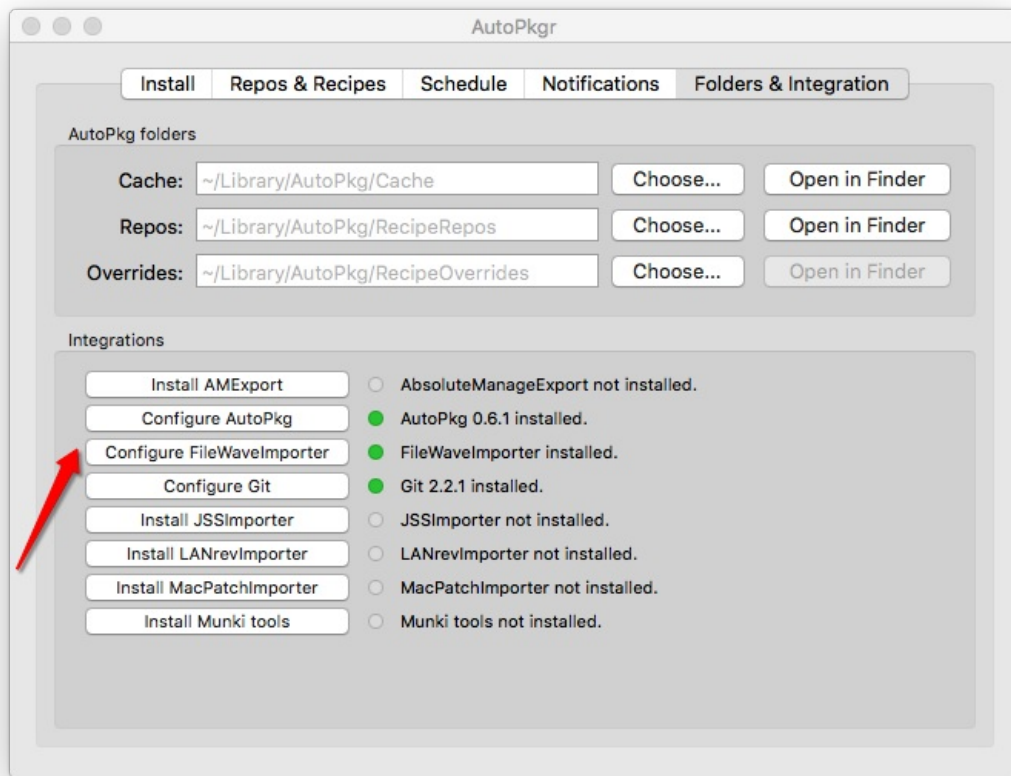 AutoPkgr
Install Repos & Recipes Schedule Notifications Folders & Integration
AutoPkg folders
Cache: ~/Library/AutoPkg/Cache Choose... Open in Finder
Repos: ~/Library/AutoPkg/RecipeRepos Choose... Open in Finder
Overrides: ~/Library/AutoPkg/RecipeOverrides Choose... Open in Finder
Integrations
Install AMExport AbsoluteManageExport not installed.
Configure AutoPkg AutoPkg 0.6.1 installed.
Configure FileWaveImporter FileWaveImporter installed.
Configure Git Git 2.2.1 installed.
Install JSSImporter JSSImporter not installed.
Install LANrevImporter LANrevImporter not installed.
Install MacPatchImporter MacPatchImporter not installed.
Install Munki tools Munki tools not installed.